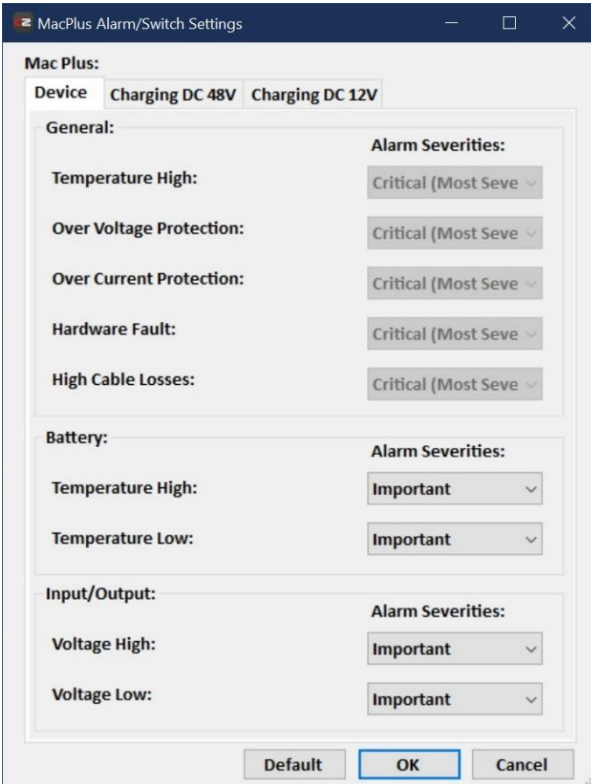 MacPlus Alarm/Switch Settings
Mac Plus:
Device Charging DC 48V Charging DC 12V
General:
Alarm Severities:
Temperature High: Critical (Most Seve
Over Voltage Protection: Critical (Most Seve
Over Current Protection: Critical (Most Seve
Hardware Fault: Critical (Most Seve
High Cable Losses: Critical (Most Seve
Battery:
Alarm Severities:
Temperature High: Important
Temperature Low: Important
Input/Output:
Alarm Severities:
Voltage High: Important
Voltage Low: Important
Default OK Cancel